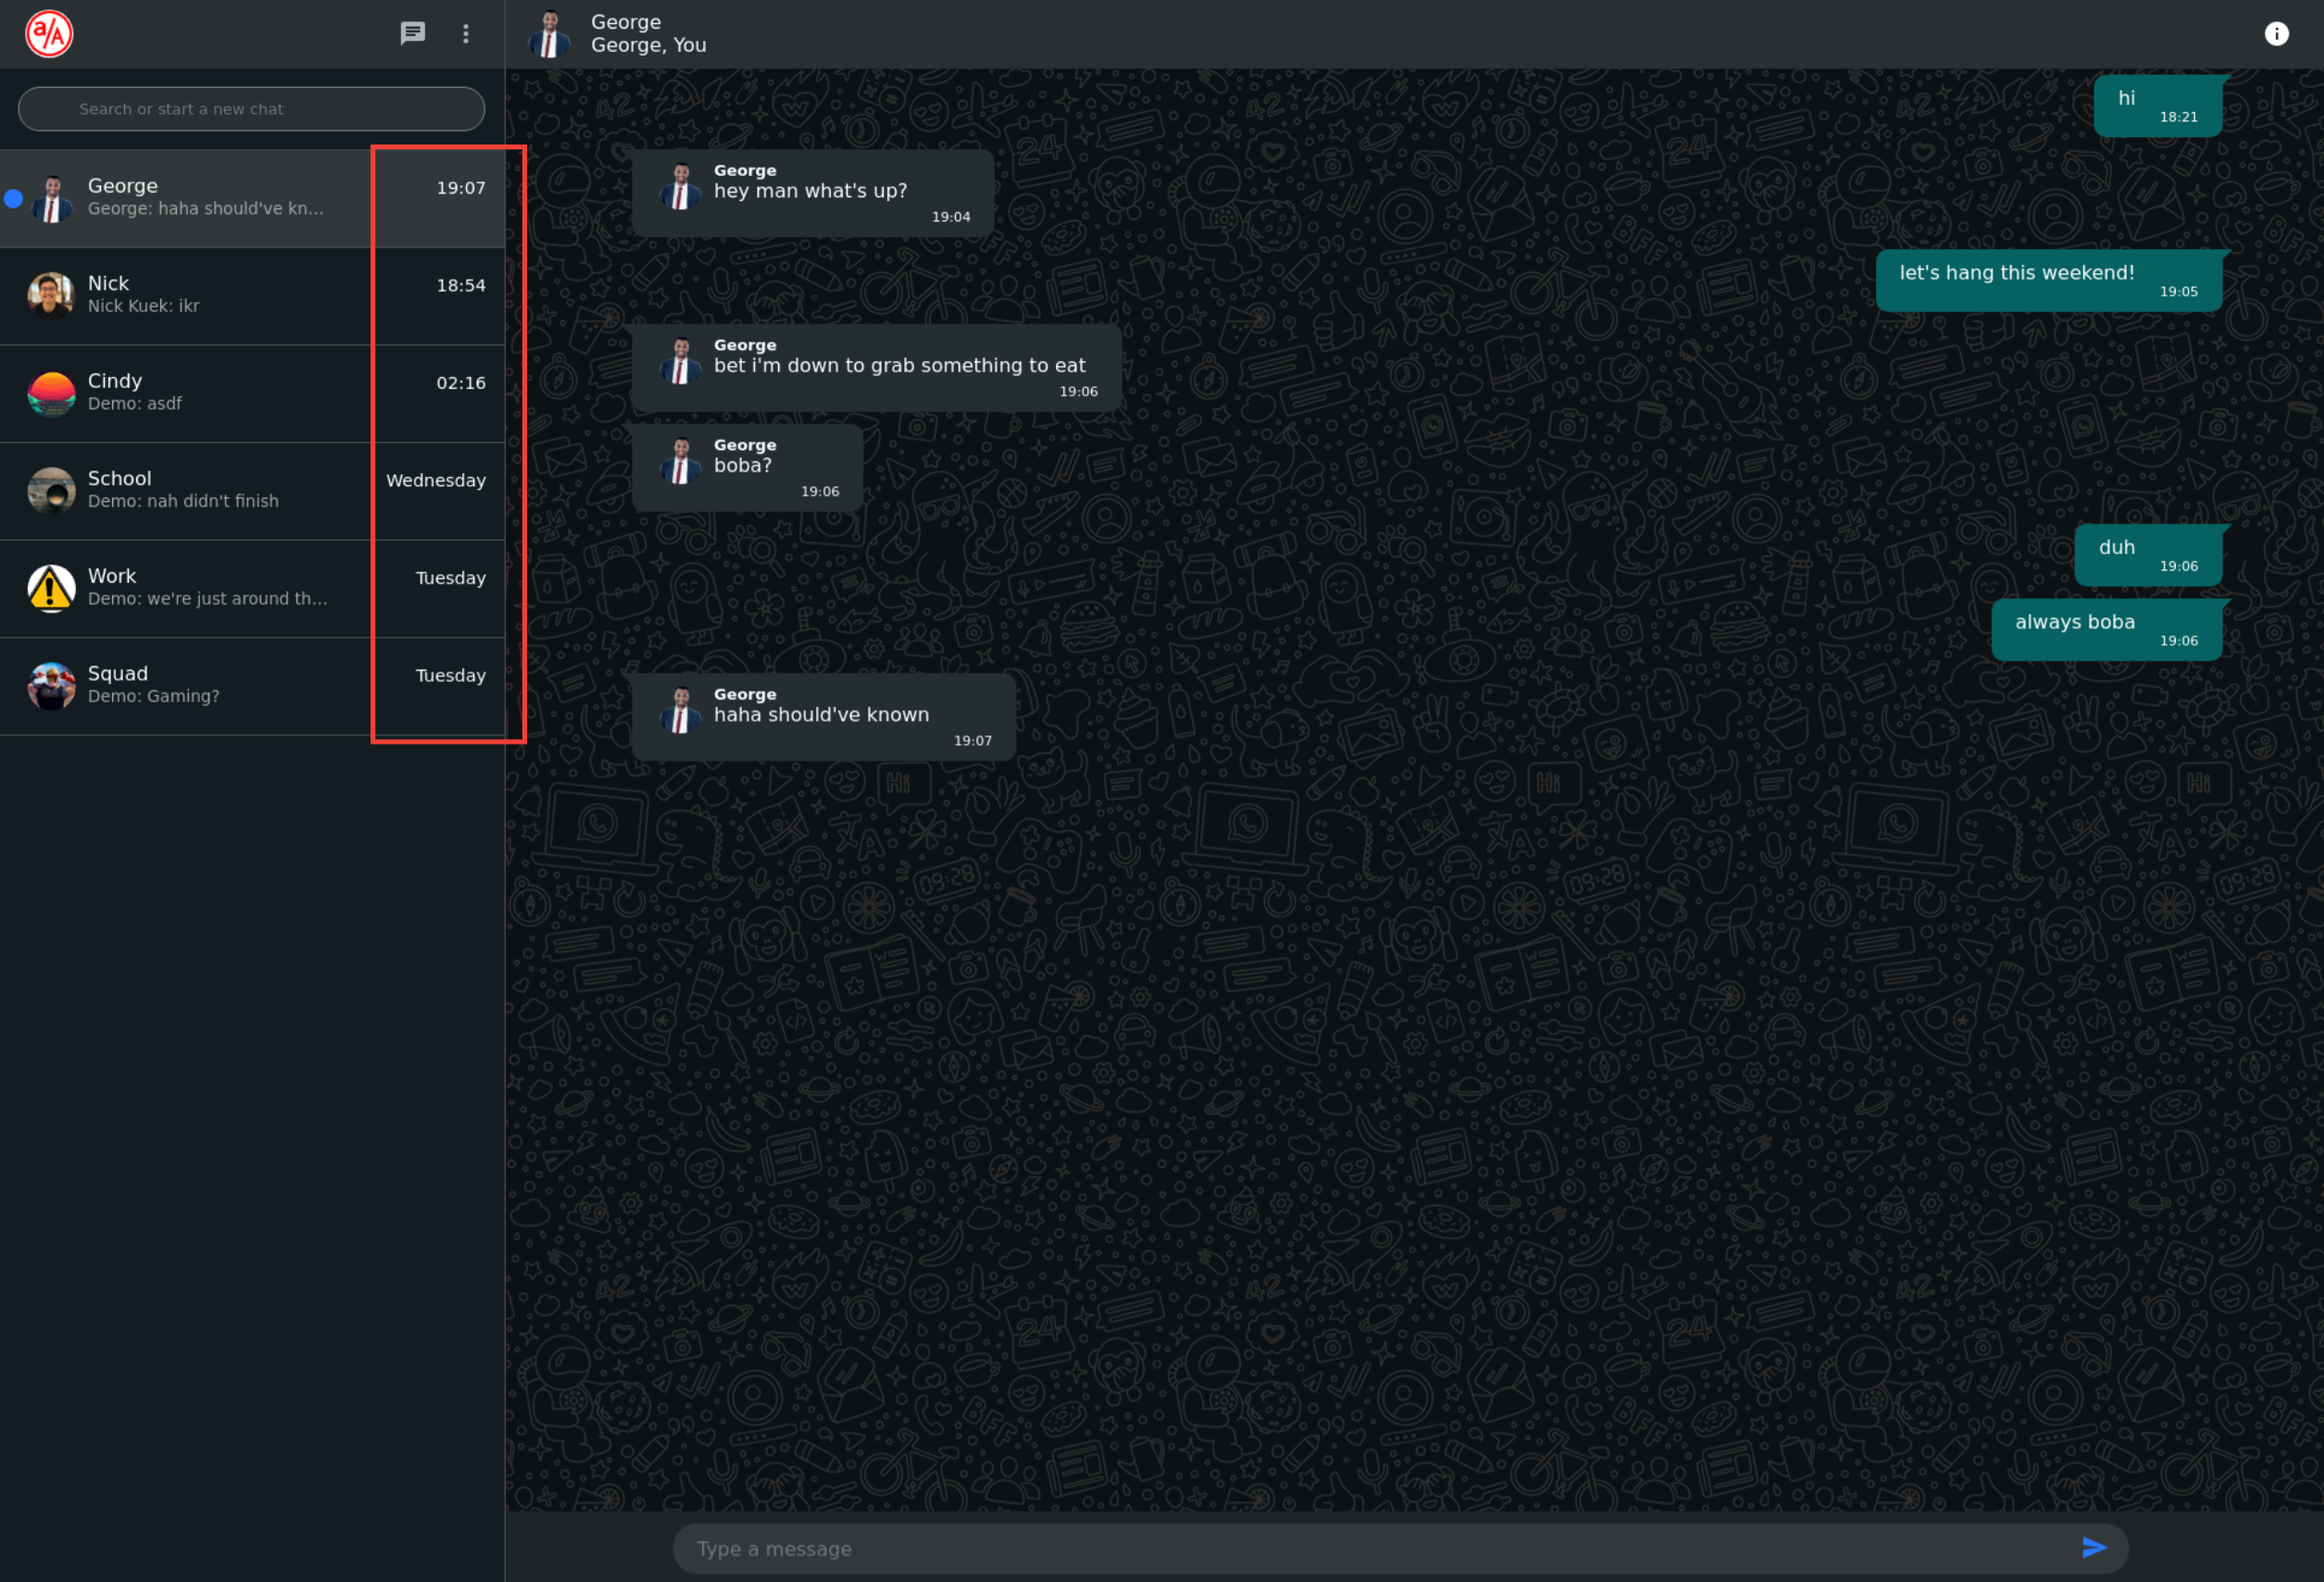 a/A
George
George, You
Search or start a new chat
George
19:07
George: haha should've kn...
Nick
18:54
Nick Kuek: ikr
Cindy
02:16
Demo: asdf
School
Wednesday
Demo: nah didn't finish
Work
Tuesday
Demo: we're just around th...
Squad
Tuesday
Demo: Gaming?
hi
18:21
George
hey man what's up?
19:04
let's hang this weekend!
19:05
George
bet i'm down to grab something to eat
19:06
George
boba?
19:06
duh
19:06
always boba
19:06
George
haha should've known
19:07
Type a message